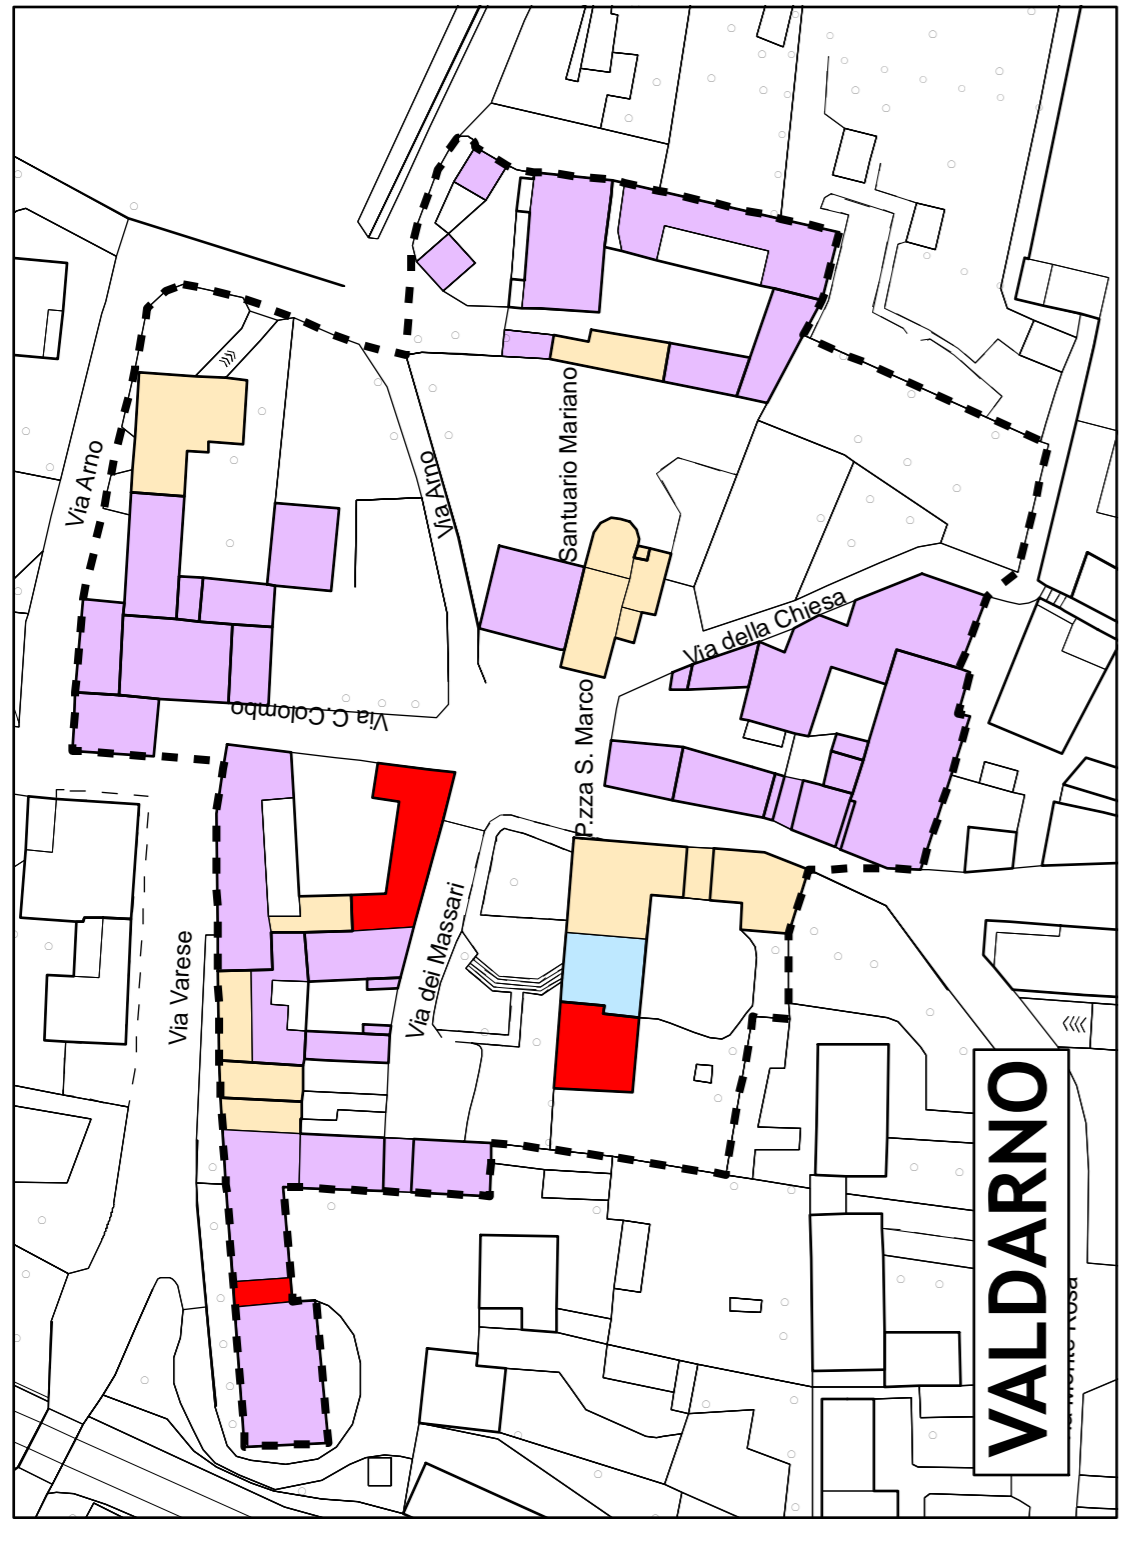 Via Arno
Via Arno
Santuario Mariano
Via della Chiesa
Via C.Colombo
P.zza S. Marco
Via dei Massari
Via Varese
VALDARNO